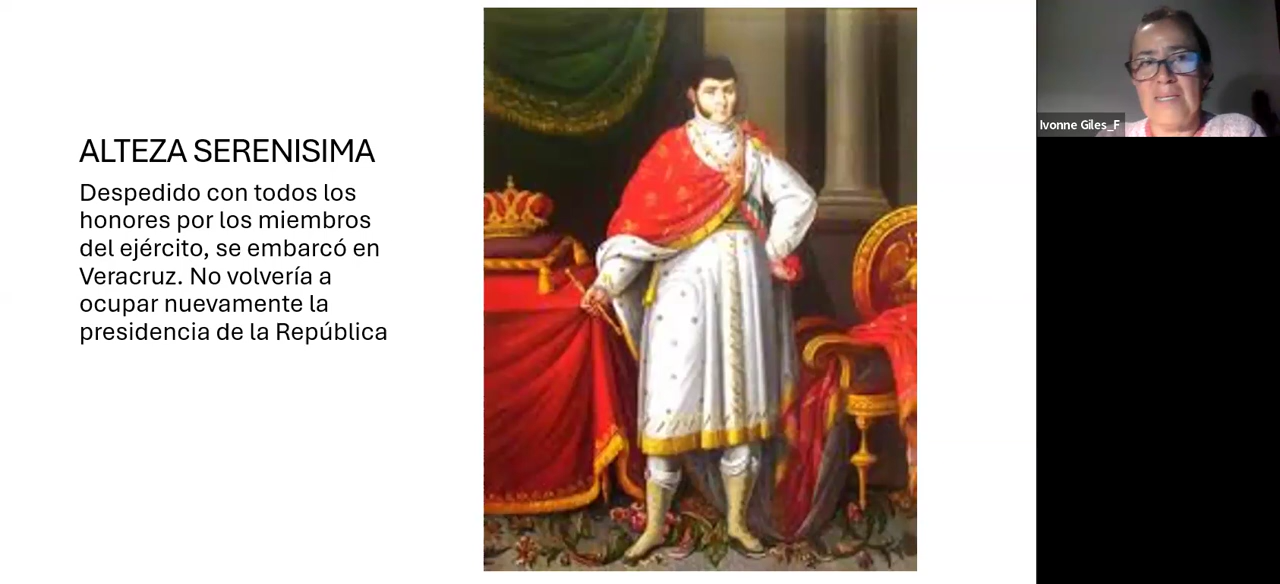 ALTEZA SERENISIMA
Despedido con todos los
honores por los miembros
del ejército, se embarcó en
Veracruz. No volvería a
ocupar nuevamente la
presidencia de la República
Ivonne Giles_F